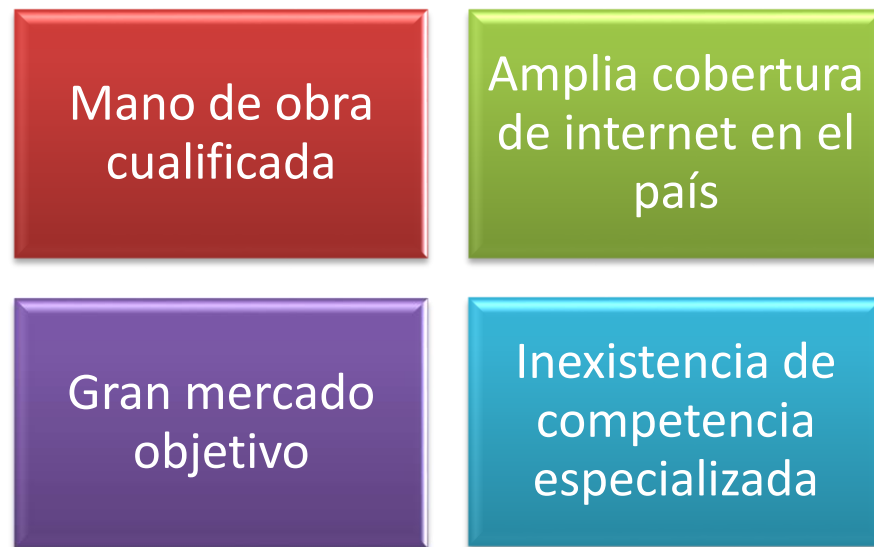 Mano de obra
cualificada
Amplia cobertura
de internet en el
país
Gran mercado
objetivo
Inexistencia de
competencia
especializada